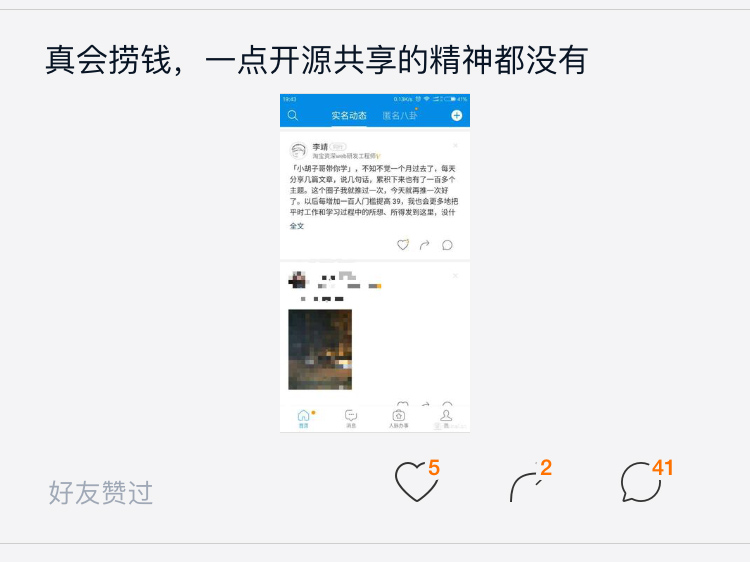 真会捞钱，一点开源共享的精神都没有
实名动态
匿名八卦
李靖
淘宝资深web研发工程师
「小胡子哥带你学」，不知不觉一个月过去了，每天
分享几篇文章，说几句话，累积下来也有了一百多个
主题。这个圈子我就推过一次，今天就再推一次好
了。以后每增加一百人门槛提高 39，我也会更多地把
平时工作和学习过程中的所想、所得发到这里，设计
全文
首页
消息
人脉办事
我
好友赞过
5
2
41